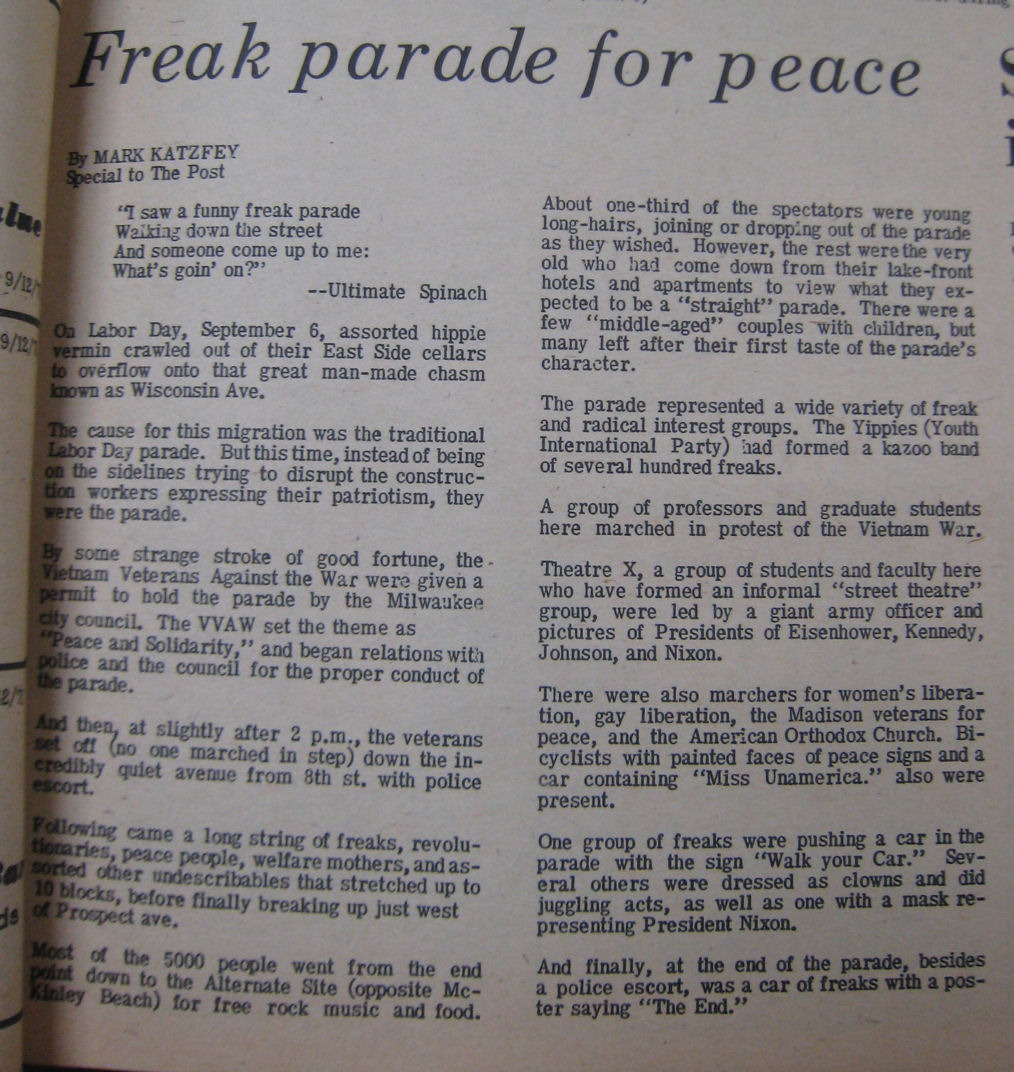 Freak parade for peace
By MARK KATZFEY
Special to The Post
"I saw a funny freak parade
Walking down the street
And someone come up to me:
What's goin' on?"
--Ultimate Spinach
On Labor Day, September 6, assorted hippie
vermin crawled out of their East Side cellars
to overflow onto that great man-made chasm
known as Wisconsin Ave.
The cause for this migration was the traditional
Labor Day parade. But this time, instead of being
on the sidelines trying to disrupt the construc-
tion workers expressing their patriotism, they
were the parade.
By some strange stroke of good fortune, the
Vietnam Veterans Against the War were given a
permit to hold the parade by the Milwaukee
city council. The VVAW set the theme as
"Peace and Solidarity," and began relations with
police and the council for the proper conduct of
the parade.
And then, at slightly after 2 p.m., the veterans
set off (no one marched in step) down the in-
credibly quiet avenue from 8th st. with police
escort.
Following came a long string of freaks, revolu-
tionaries, peace people, welfare mothers, and as-
sorted other undescribables that stretched up to
10 blocks, before finally breaking up just west
of Prospect ave.
Most of the 5000 people went from the end
point down to the Alternate Site (opposite Mc-
Kinley Beach) for free rock music and food.
About one-third of the spectators were young
long-hairs, joining or dropping out of the parade
as they wished. However, the rest were the very
old who had come down from their lake-front
hotels and apartments to view what they ex-
pected to be a "straight" parade. There were a
few "middle-aged" couples with children, but
many left after their first taste of the parade's
character.
The parade represented a wide variety of freak
and radical interest groups. The Yippies (Youth
International Party) had formed a kazoo band
of several hundred freaks.
A group of professors and graduate students
here marched in protest of the Vietnam War.
Theatre X, a group of students and faculty here
who have formed an informal "street theatre"
group, were led by a giant army officer and
pictures of Presidents of Eisenhower, Kennedy,
Johnson, and Nixon.
There were also marchers for women's libera-
tion, gay liberation, the Madison veterans for
peace, and the American Orthodox Church. Bi-
cyclists with painted faces of peace signs and a
car containing "Miss Unamerica." also were
present.
One group of freaks were pushing a car in the
parade with the sign "Walk your Car." Sev-
eral others were dressed as clowns and did
juggling acts, as well as one with a mask re-
presenting President Nixon.
And finally, at the end of the parade, besides
a police escort, was a car of freaks with a pos-
ter saying "The End."